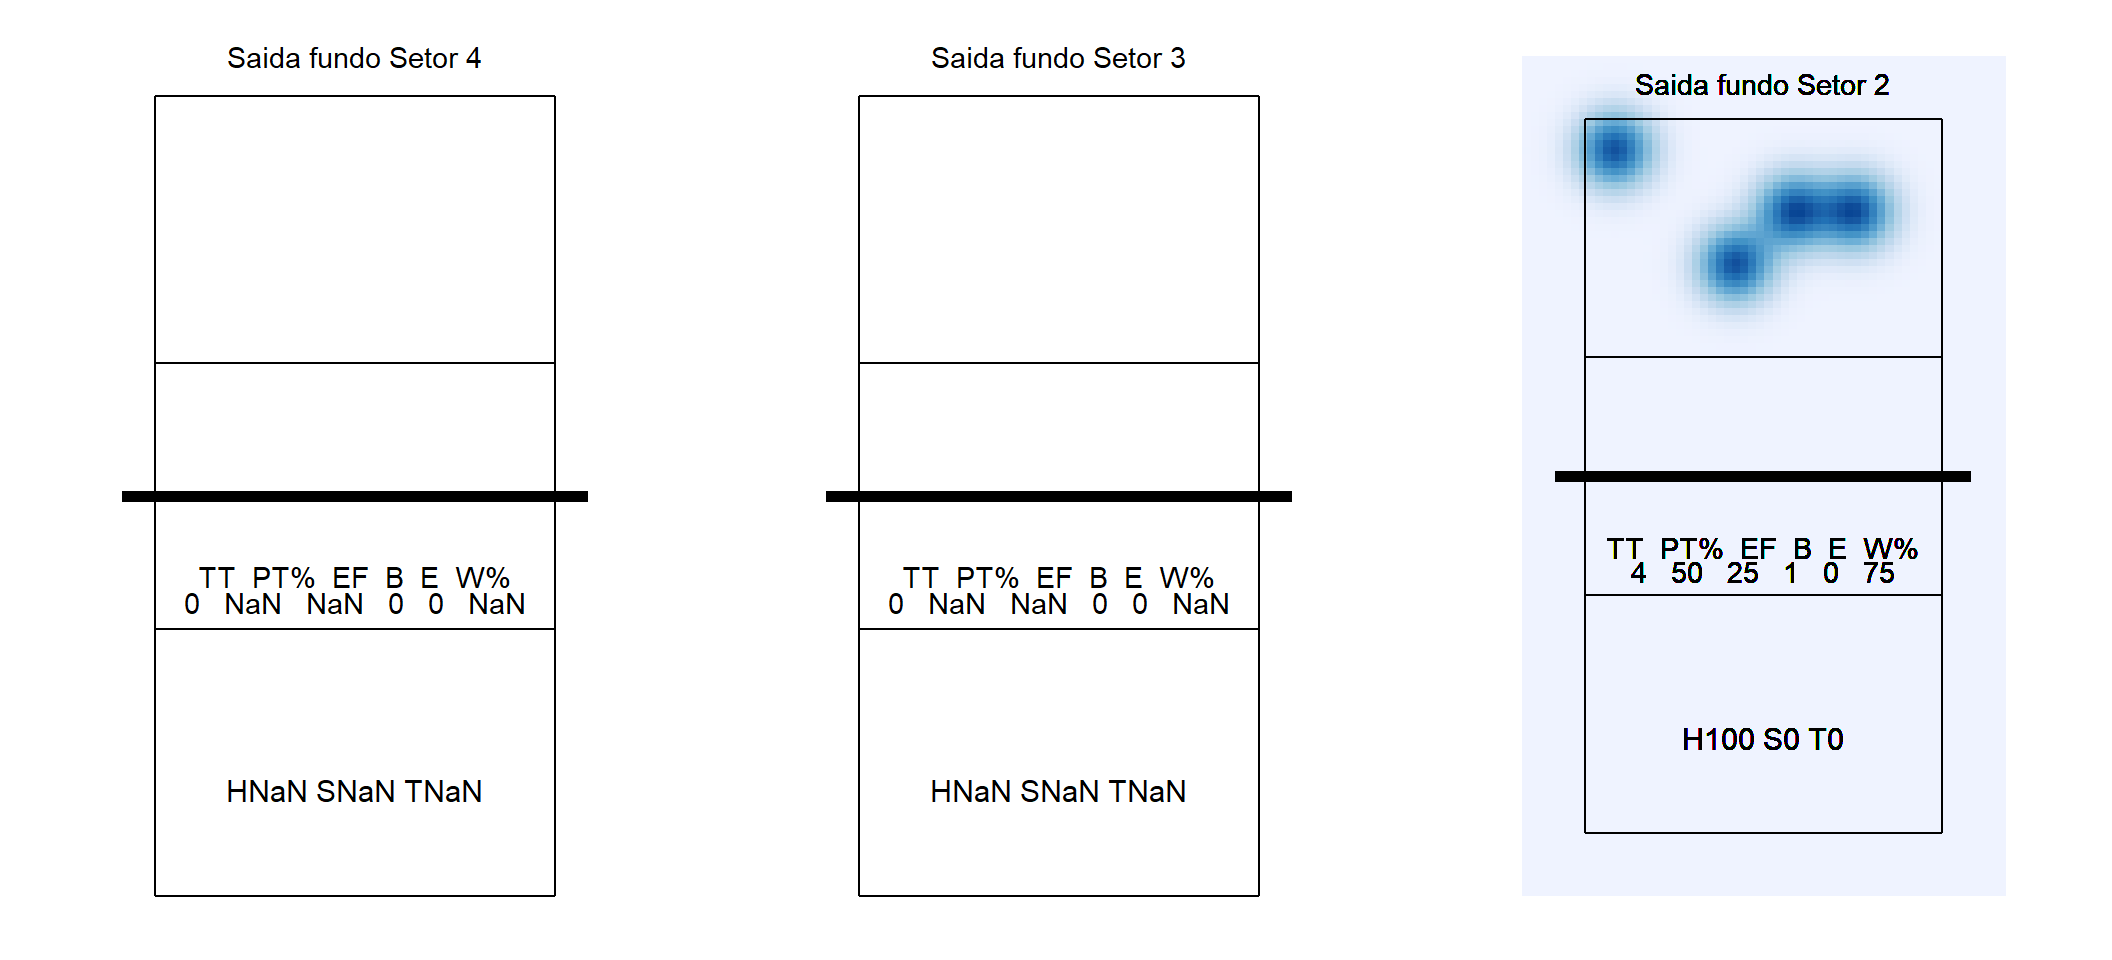 Saida fundo Setor 4
TT PT% EF B E W%
0 NaN NaN 0 0 NaN
HNaN SNaN TNaN
Saida fundo Setor 3
TT PT% EF B E W%
0 NaN NaN 0 0 NaN
HNaN SNaN TNaN
Saida fundo Setor 2
TT PT% EF B E W%
4 50 25 1 0 75
H100 S0 T0